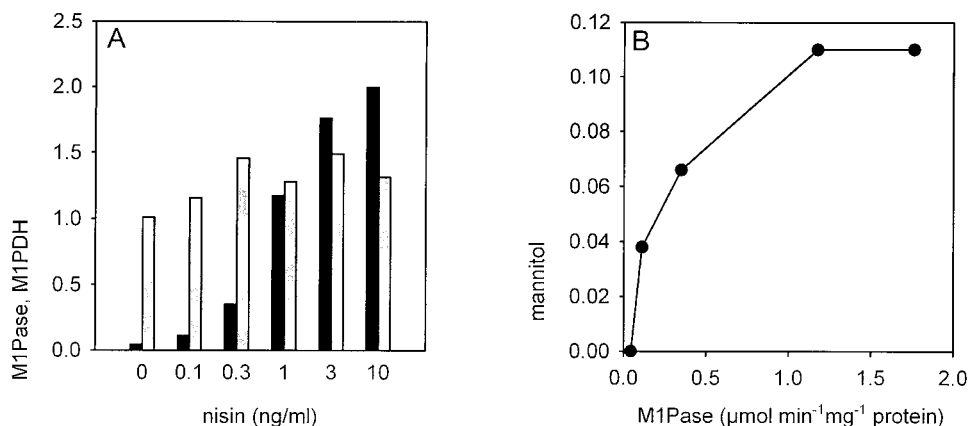 A
2.5
2.0
1.5
1.0
0.5
0.0
M1Pase, M1PDH
0 0.1 0.3 1 3 10
nisin (ng/ml)
B
0.12
0.10
0.08
0.06
0.04
0.02
0.00
mannitol
0.0 0.5 1.0 1.5 2.0
M1Pase (µmol min⁻¹mg⁻¹ protein)